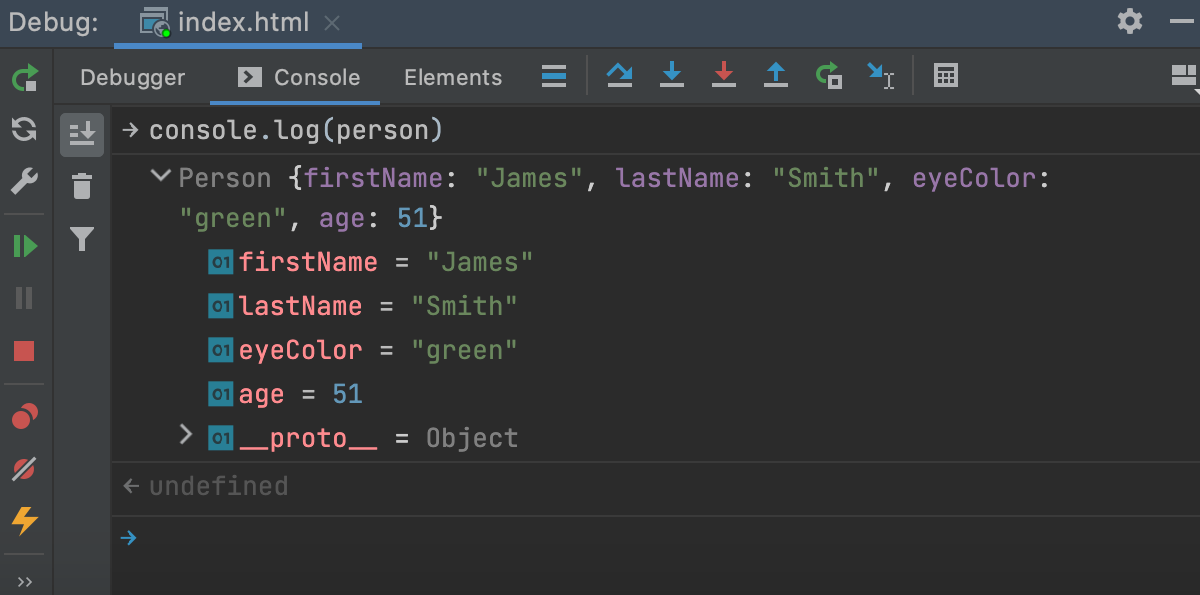 Debug: index.html
Debugger Console Elements
console.log(person)
Person {firstName: "James", lastName: "Smith", eyeColor:
"green", age: 51}
01 firstName = "James"
01 lastName = "Smith"
01 eyeColor = "green"
01 age = 51
01 __proto__ = Object
undefined